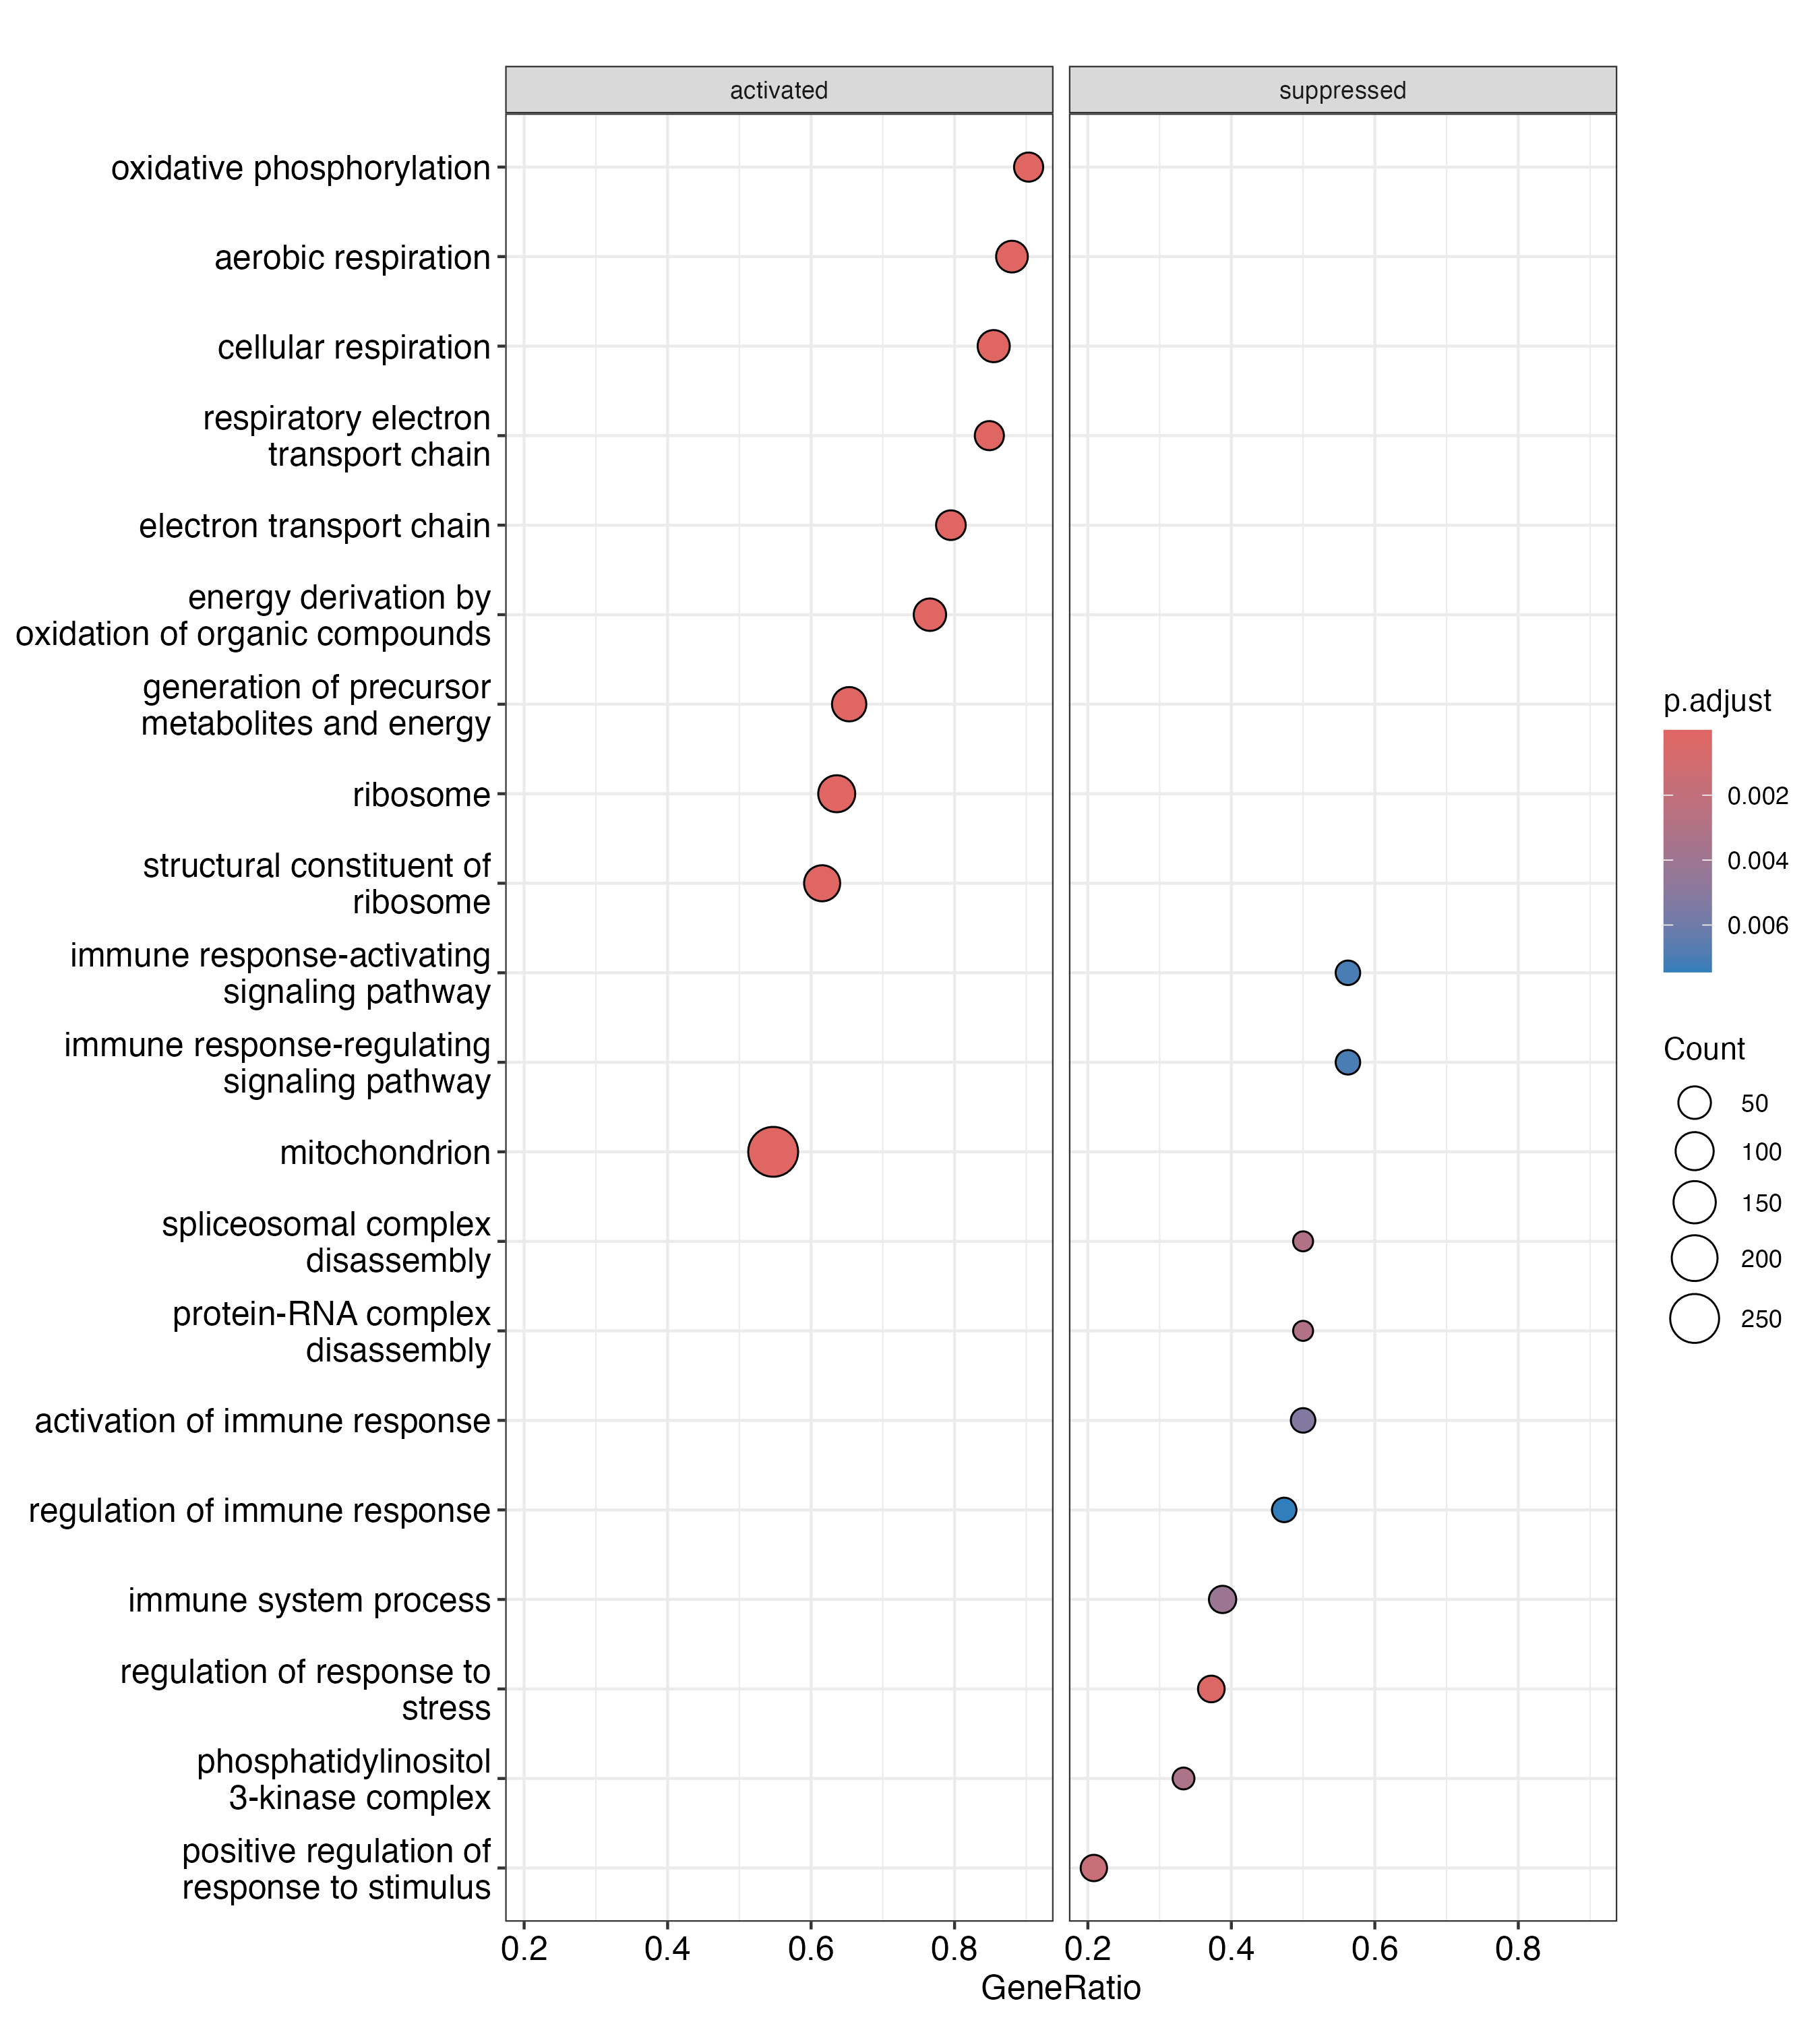 activated
suppressed
oxidative phosphorylation
aerobic respiration
cellular respiration
respiratory electron
transport chain
electron transport chain
energy derivation by
oxidation of organic compounds
generation of precursor
metabolites and energy
ribosome
structural constituent of
ribosome
immune response-activating
signaling pathway
immune response-regulating
signaling pathway
mitochondrion
spliceosomal complex
disassembly
protein-RNA complex
disassembly
activation of immune response
regulation of immune response
immune system process
regulation of response to
stress
phosphatidylinositol
3-kinase complex
positive regulation of
response to stimulus
0.2 0.4 0.6 0.8
0.2 0.4 0.6 0.8
GeneRatio
p.adjust
0.002
0.004
0.006
Count
50
100
150
200
250